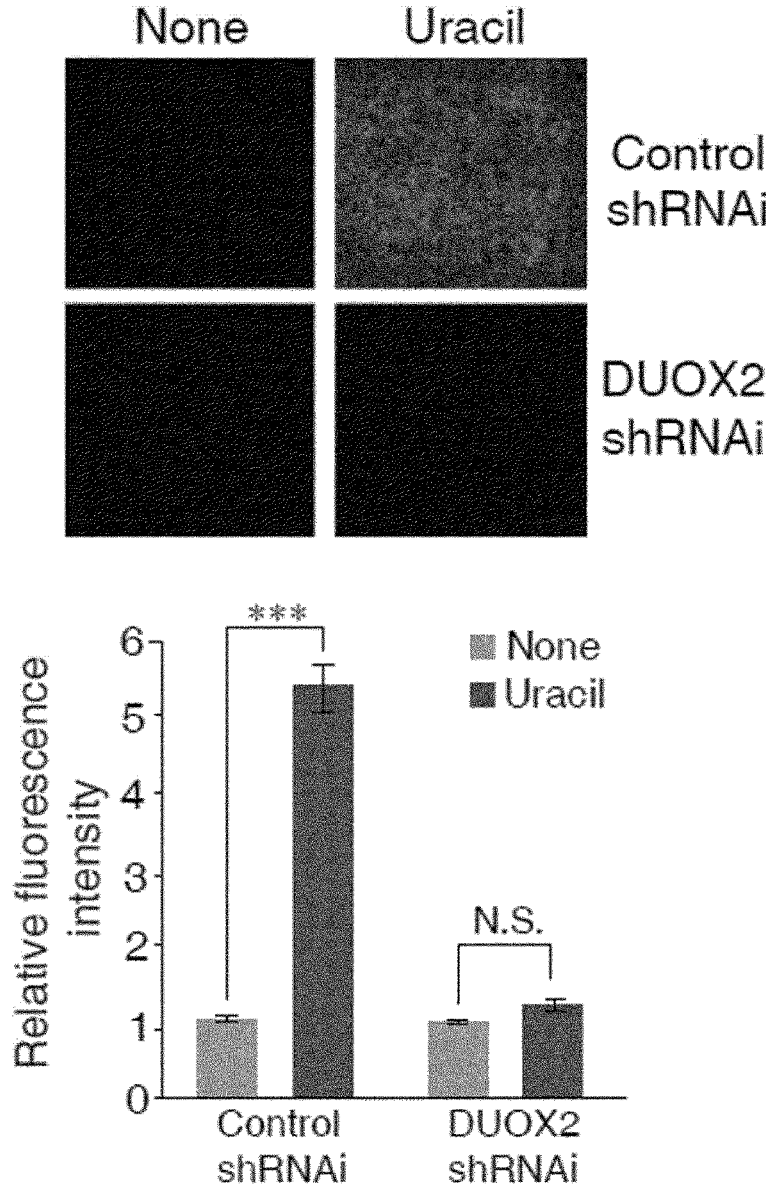 None Uracil
Control
shRNAi
DUOX2
shRNAi
***
None
Uracil
N.S.
Relative fluorescence
intensity
6
5
4
3
2
1
0
Control
shRNAi
DUOX2
shRNAi